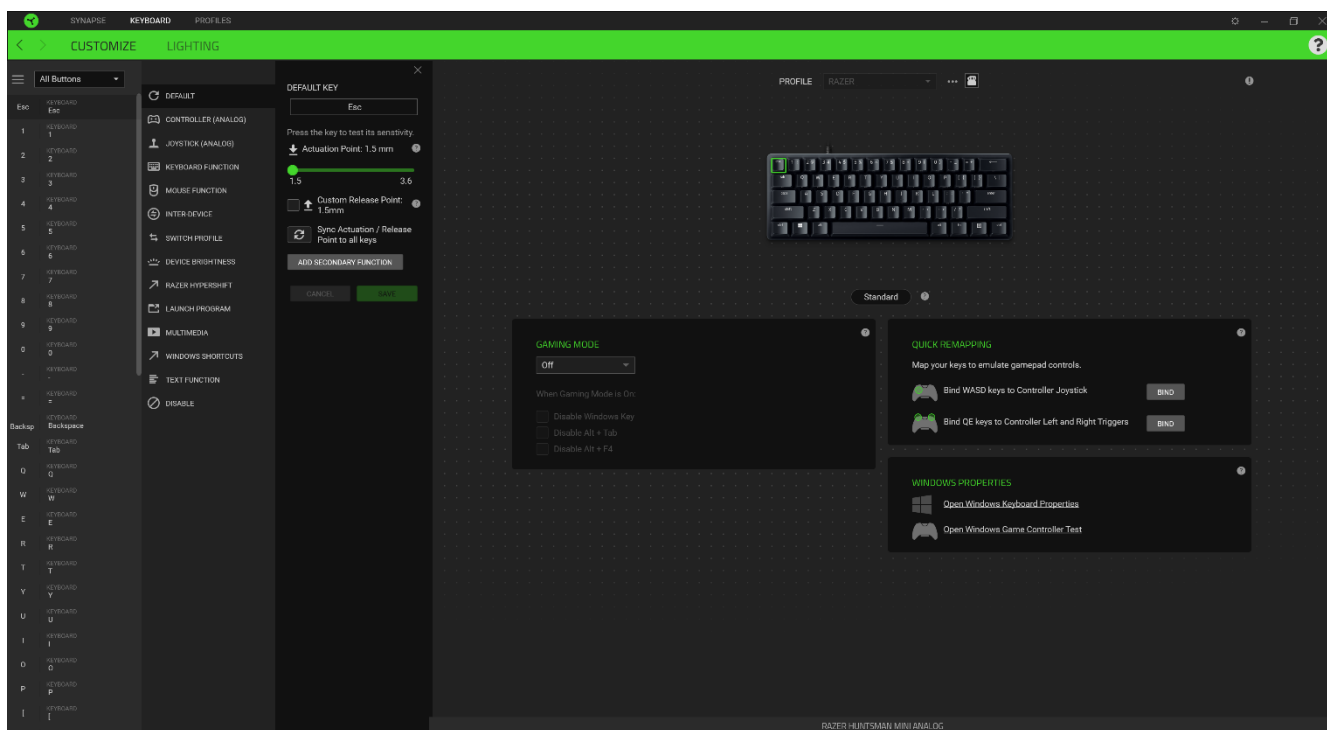 SYNAPSE KEYBOARD PROFILES
CUSTOMIZE LIGHTING
All Buttons
Esc KEYBOARD
Esc
1 KEYBOARD
1
2 KEYBOARD
2
3 KEYBOARD
3
4 KEYBOARD
4
5 KEYBOARD
5
6 KEYBOARD
6
7 KEYBOARD
7
8 KEYBOARD
8
9 KEYBOARD
9
0 KEYBOARD
0
- KEYBOARD
-
= KEYBOARD
=
Backsp KEYBOARD
Backspace
Tab KEYBOARD
Tab
Q KEYBOARD
Q
W KEYBOARD
W
E KEYBOARD
E
R KEYBOARD
R
T KEYBOARD
T
Y KEYBOARD
Y
U KEYBOARD
U
I KEYBOARD
I
O KEYBOARD
O
P KEYBOARD
P
[ KEYBOARD
[
DEFAULT
CONTROLLER (ANALOG)
JOYSTICK (ANALOG)
KEYBOARD FUNCTION
MOUSE FUNCTION
INTER-DEVICE
SWITCH PROFILE
DEVICE BRIGHTNESS
RAZER HYPERSHIFT
LAUNCH PROGRAM
MULTIMEDIA
WINDOWS SHORTCUTS
TEXT FUNCTION
DISABLE
DEFAULT KEY
Esc
Press the key to test its senstivity.
Actuation Point: 1.5 mm
1.5 3.6
Custom Release Point:
1.5mm
Sync Actuation / Release
Point to all keys
ADD SECONDARY FUNCTION
CANCEL SAVE
PROFILE RAZER
Standard
GAMING MODE
Off
When Gaming Mode is On:
Disable Windows Key
Disable Alt + Tab
Disable Alt + F4
QUICK REMAPPING
Map your keys to emulate gamepad controls.
Bind WASD keys to Controller Joystick BIND
Bind QE keys to Controller Left and Right Triggers BIND
WINDOWS PROPERTIES
Open Windows Keyboard Properties
Open Windows Game Controller Test
RAZER HUNTSMAN MINI ANALOG